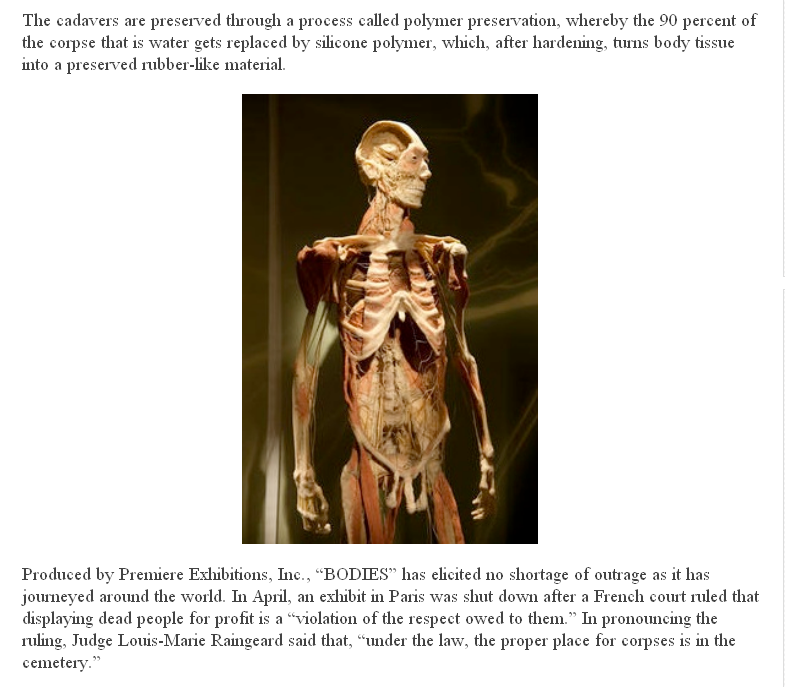 The cadavers are preserved through a process called polymer preservation, whereby the 90 percent of
the corpse that is water gets replaced by silicone polymer, which, after hardening, turns body tissue
into a preserved rubber-like material.
Produced by Premiere Exhibitions, Inc., “BODIES” has elicited no shortage of outrage as it has
journeyed around the world. In April, an exhibit in Paris was shut down after a French court ruled that
displaying dead people for profit is a “violation of the respect owed to them.” In pronouncing the
ruling, Judge Louis-Marie Raingeard said that, “under the law, the proper place for corpses is in the
cemetery.”